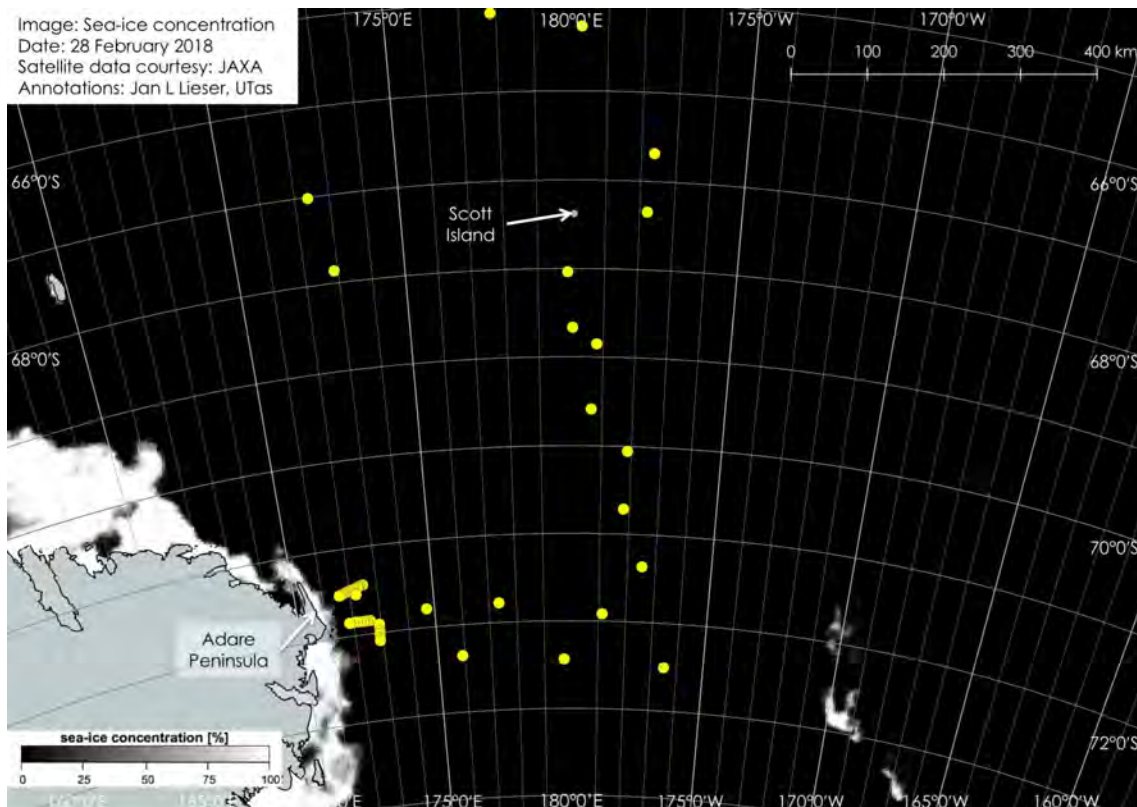 Image: Sea-ice concentration
Date: 28 February 2018
Satellite data courtesy: JAXA
Annotations: Jan L Lieser, UTas
175°0'E
180°0'E
175°0'W
170°0'W
0 100 200 300 400 km
66°0'S
66°0'S
Scott
Island
68°0'S
68°0'S
70°0'S
Adare
Peninsula
72°0'S
sea-ice concentration [%]
0 25 50 75 100
175°0'E
180°0'E
175°0'W
170°0'W
165°0'W
160°0'W